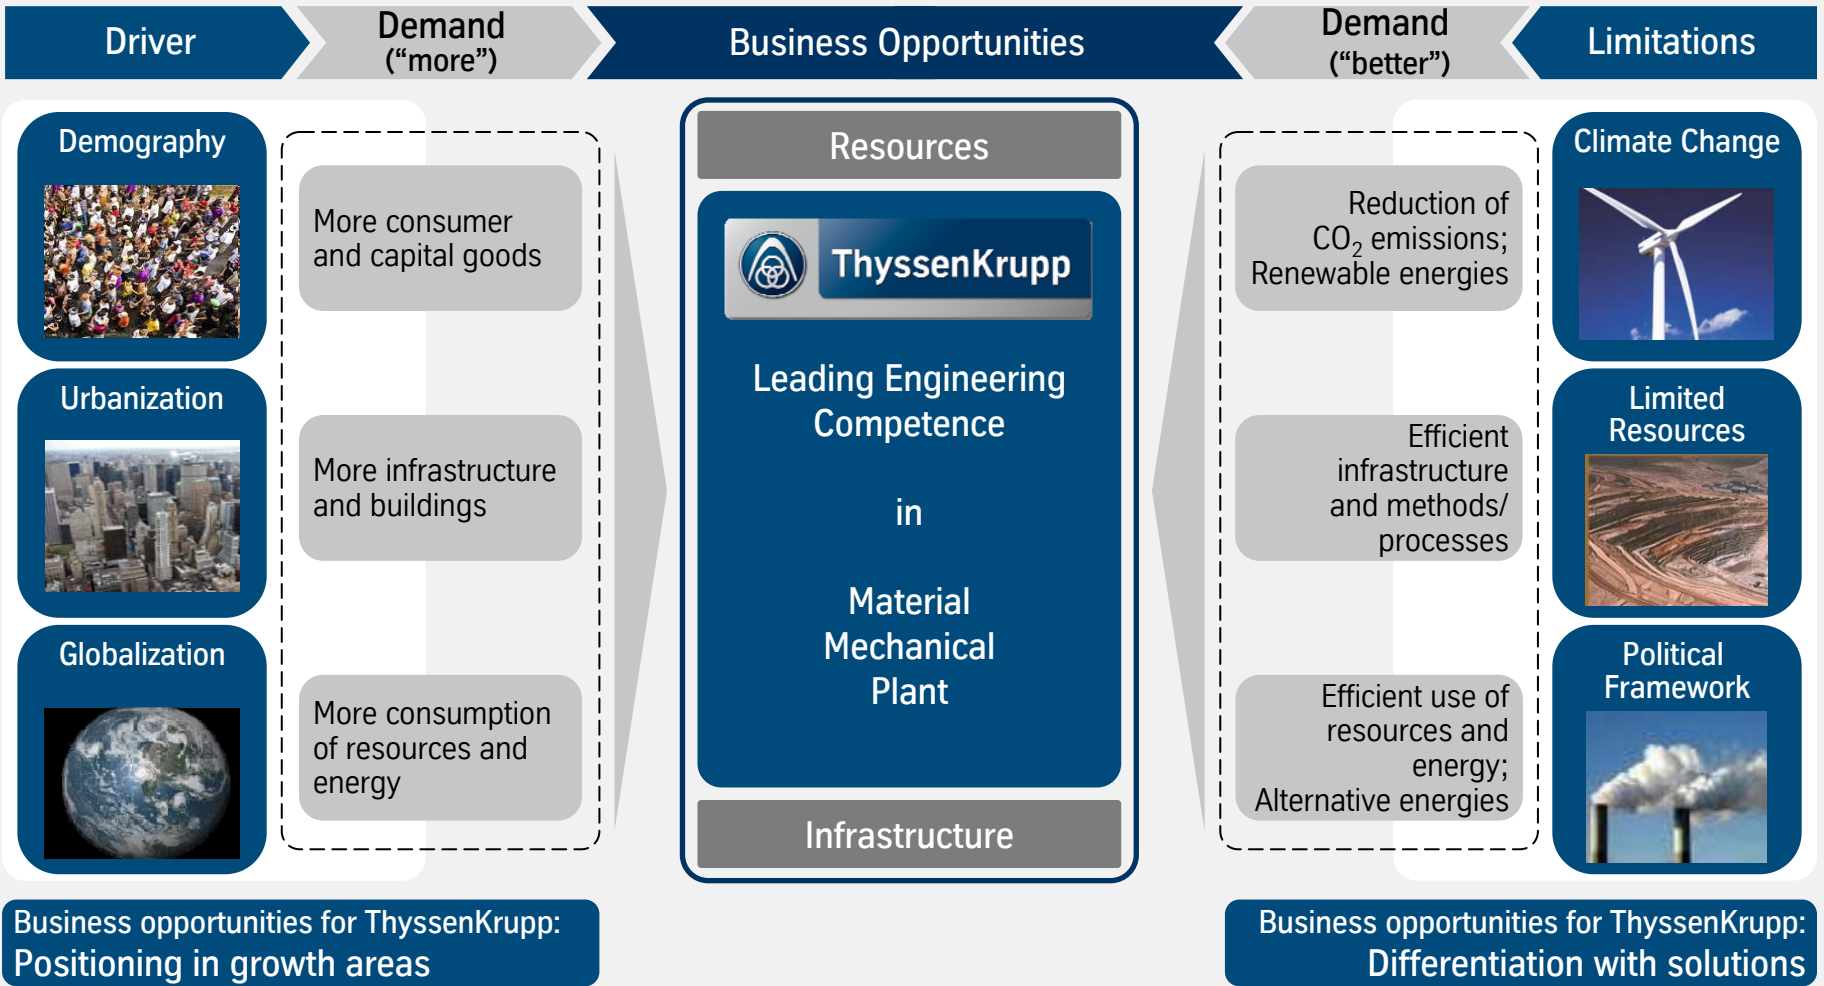 Driver
Demand
(“more”)
Business Opportunities
Demand
(“better”)
Limitations
Demography
More consumer
and capital goods
Urbanization
More infrastructure
and buildings
Globalization
More consumption
of resources and
energy
Resources
ThyssenKrupp
Leading Engineering
Competence
in
Material
Mechanical
Plant
Infrastructure
Reduction of
CO₂ emissions;
Renewable energies
Climate Change
Efficient
infrastructure
and methods/
processes
Limited
Resources
Efficient use of
resources and
energy;
Alternative energies
Political
Framework
Business opportunities for ThyssenKrupp:
Positioning in growth areas
Business opportunities for ThyssenKrupp:
Differentiation with solutions